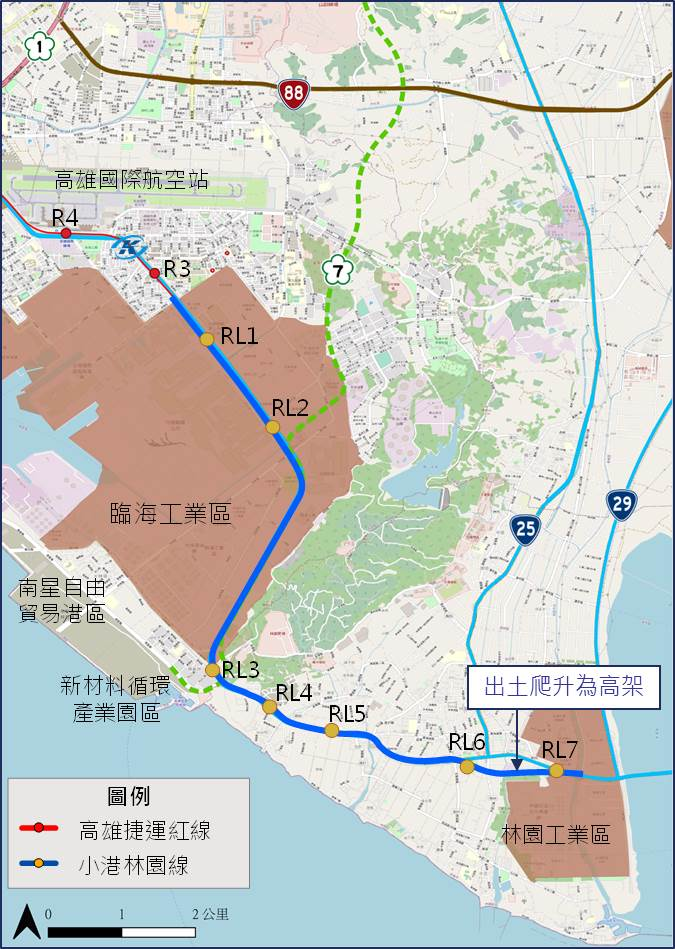 1
88
高雄國際航空站
R4
R3
7
RL1
RL2
臨海工業區
29
25
南星自由
貿易港區
RL3
新材料循環
產業園區
RL4
出土爬升為高架
RL5
RL6
RL7
圖例
高雄捷運紅線
小港林園線
林園工業區
0 1 2 公里